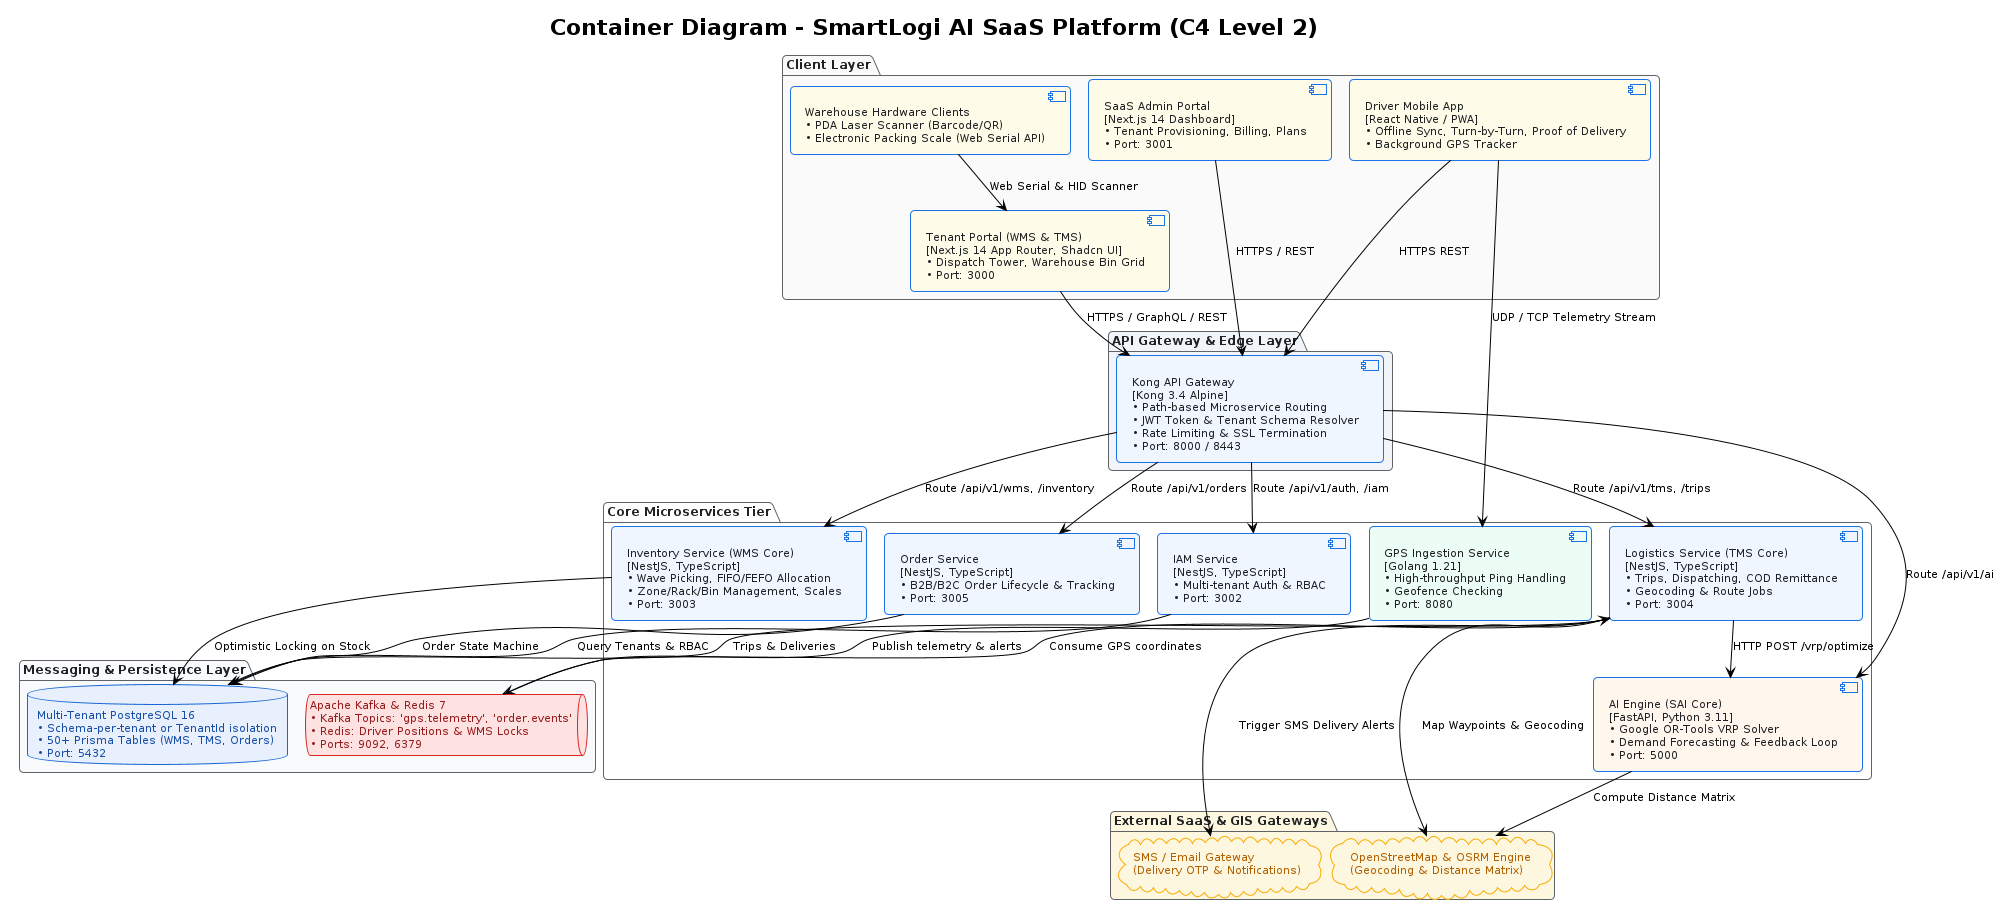 Container Diagram - SmartLogi AI SaaS Platform (C4 Level 2)
Client Layer
Warehouse Hardware Clients
• PDA Laser Scanner (Barcode/QR)
• Electronic Packing Scale (Web Serial API)
SaaS Admin Portal
[Next.js 14 Dashboard]
• Tenant Provisioning, Billing, Plans
• Port: 3001
Driver Mobile App
[React Native / PWA]
• Offline Sync, Turn-by-Turn, Proof of Delivery
• Background GPS Tracker
Web Serial & HID Scanner
Tenant Portal (WMS & TMS)
[Next.js 14 App Router, Shadcn UI]
• Dispatch Tower, Warehouse Bin Grid
• Port: 3000
HTTPS / REST
HTTPS REST
HTTPS / GraphQL / REST
UDP / TCP Telemetry Stream
API Gateway & Edge Layer
Kong API Gateway
[Kong 3.4 Alpine]
• Path-based Microservice Routing
• JWT Token & Tenant Schema Resolver
• Rate Limiting & SSL Termination
• Port: 8000 / 8443
Route /api/v1/wms, /inventory
Route /api/v1/orders
Route /api/v1/auth, /iam
Route /api/v1/tms, /trips
Route /api/v1/ai
Core Microservices Tier
Inventory Service (WMS Core)
[NestJS, TypeScript]
• Wave Picking, FIFO/FEFO Allocation
• Zone/Rack/Bin Management, Scales
• Port: 3003
Order Service
[NestJS, TypeScript]
• B2B/B2C Order Lifecycle & Tracking
• Port: 3005
IAM Service
[NestJS, TypeScript]
• Multi-tenant Auth & RBAC
• Port: 3002
GPS Ingestion Service
[Golang 1.21]
• High-throughput Ping Handling
• Geofence Checking
• Port: 8080
Logistics Service (TMS Core)
[NestJS, TypeScript]
• Trips, Dispatching, COD Remittance
• Geocoding & Route Jobs
• Port: 3004
Optimistic Locking on Stock
Order State Machine
Query Tenants & RBAC
Trips & Deliveries
Publish telemetry & alerts
Consume GPS coordinates
HTTP POST /vrp/optimize
Messaging & Persistence Layer
Multi-Tenant PostgreSQL 16
• Schema-per-tenant or TenantId isolation
• 50+ Prisma Tables (WMS, TMS, Orders)
• Port: 5432
Apache Kafka & Redis 7
• Kafka Topics: 'gps.telemetry', 'order.events'
• Redis: Driver Positions & WMS Locks
• Ports: 9092, 6379
Trigger SMS Delivery Alerts
Map Waypoints & Geocoding
AI Engine (SAI Core)
[FastAPI, Python 3.11]
• Google OR-Tools VRP Solver
• Demand Forecasting & Feedback Loop
• Port: 5000
Compute Distance Matrix
External SaaS & GIS Gateways
SMS / Email Gateway
(Delivery OTP & Notifications)
OpenStreetMap & OSRM Engine
(Geocoding & Distance Matrix)